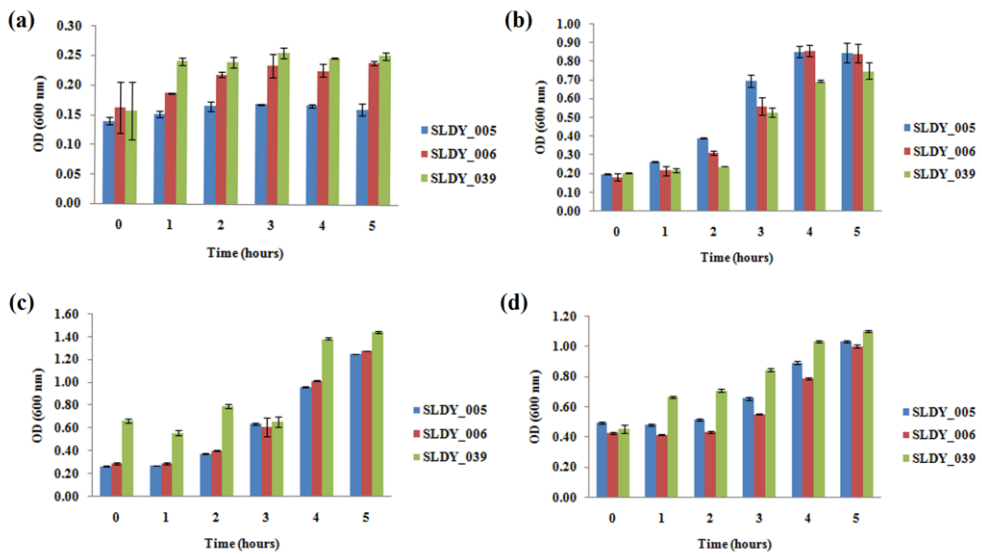 (a)
OD (600 nm)
0.30
0.25
0.20
0.15
0.10
0.05
0.00
0 1 2 3 4 5
Time (hours)
SLDY_005
SLDY_006
SLDY_039
(b)
OD (600 nm)
1.00
0.90
0.80
0.70
0.60
0.50
0.40
0.30
0.20
0.10
0.00
0 1 2 3 4 5
Time (hours)
SLDY_005
SLDY_006
SLDY_039
(c)
OD (600 nm)
1.60
1.40
1.20
1.00
0.80
0.60
0.40
0.20
0.00
0 1 2 3 4 5
Time (hours)
SLDY_005
SLDY_006
SLDY_039
(d)
OD (600 nm)
1.20
1.00
0.80
0.60
0.40
0.20
0.00
0 1 2 3 4 5
Time (hours)
SLDY_005
SLDY_006
SLDY_039